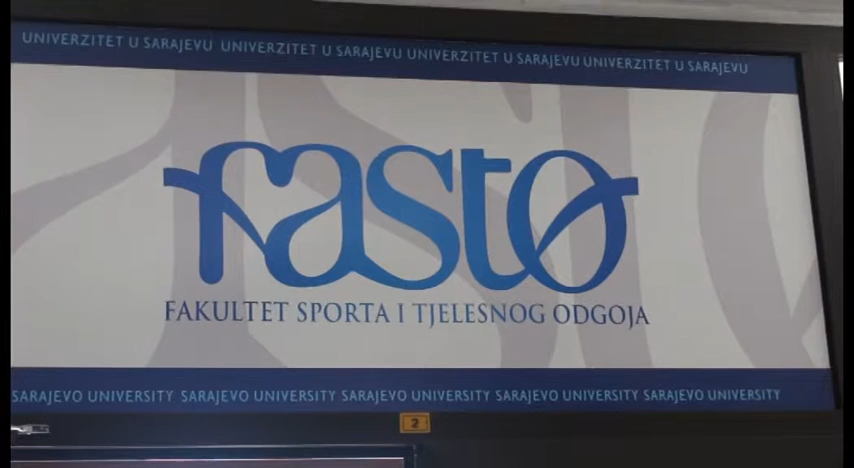 UNIVERZITET U SARAJEVU UNIVERZITET U SARAJEVU UNIVERZITET U SARAJEVU UNIVERZITET U SARAJEVU
fasto
FAKULTET SPORTA I TJELESNOG ODGOJA
SARAJEVO UNIVERSITY SARAJEVO UNIVERSITY SARAJEVO UNIVERSITY SARAJEVO UNIVERSITY SARAJEVO UNIVERSITY
2